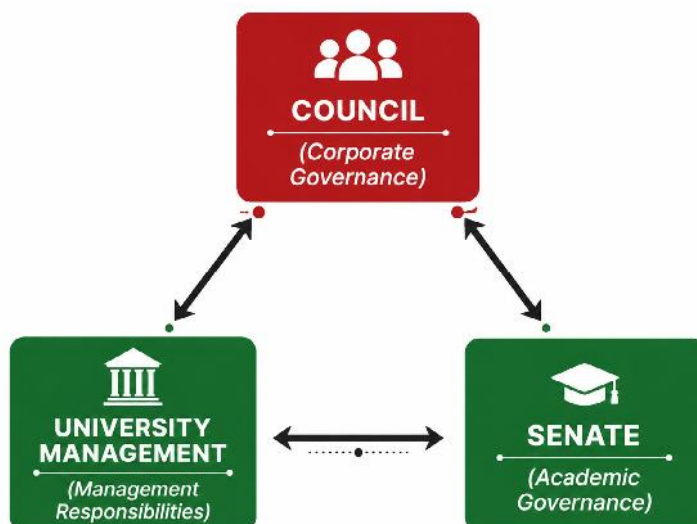 COUNCIL
(Corporate
Governance)
UNIVERSITY
MANAGEMENT
(Management
Responsibilities)
SENATE
(Academic
Governance)